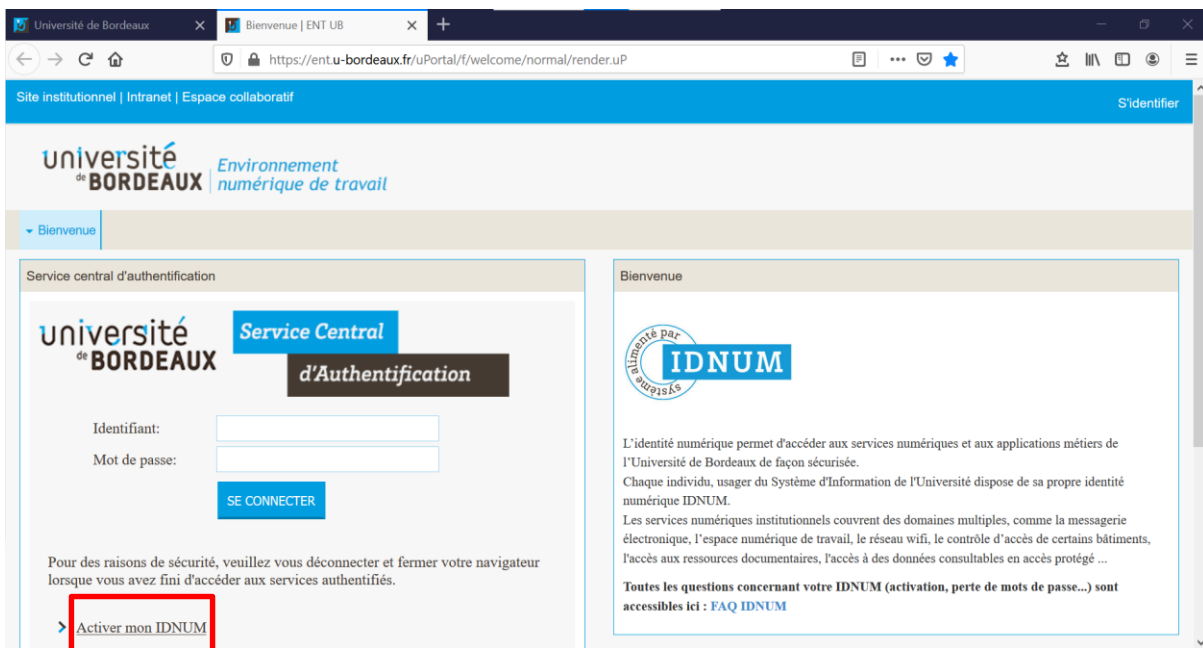 Université de Bordeaux
Bienvenue | ENT UB
https://ent.u-bordeaux.fr/uPortal/f/welcome/normal/render.uP
Site institutionnel | Intranet | Espace collaboratif
S'identifier
université
de BORDEAUX
Environnement
numérique de travail
Bienvenue
Service central d'authentification
université
de BORDEAUX
Service Central
d'Authentification
Identifiant:
Mot de passe:
SE CONNECTER
Pour des raisons de sécurité, veuillez vous déconnecter et fermer votre navigateur
lorsque vous avez fini d'accéder aux services authentifiés.
Activer mon IDNUM
Bienvenue
système alimenté par
IDNUM
L'identité numérique permet d'accéder aux services numériques et aux applications métiers de
l'Université de Bordeaux de façon sécurisée.
Chaque individu, usager du Système d'Information de l'Université dispose de sa propre identité
numérique IDNUM.
Les services numériques institutionnels couvrent des domaines multiples, comme la messagerie
électronique, l'espace numérique de travail, le réseau wifi, le contrôle d'accès de certains bâtiments,
l'accès aux ressources documentaires, l'accès à des données consultables en accès protégé ...
Toutes les questions concernant votre IDNUM (activation, perte de mots de passe...) sont
accessibles ici : FAQ IDNUM